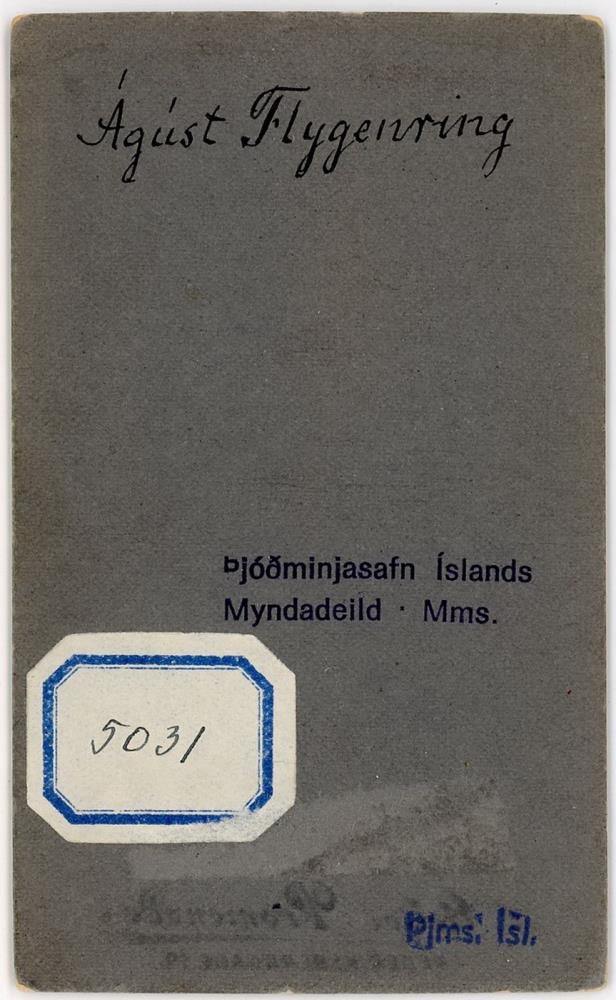 Ágúst Flygenring
Þjóðminjasafn Íslands
Myndadeild · Mms.
5031
Þjms. Ísl.